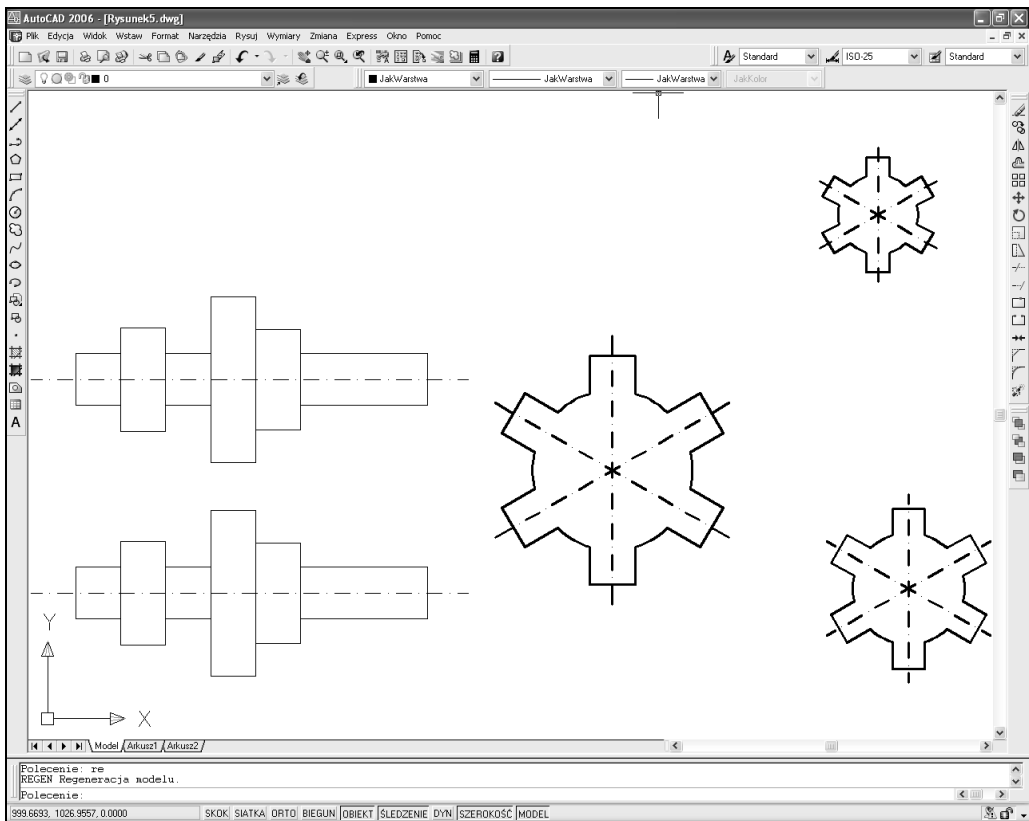 AutoCAD 2006 - [Rysunek5.dwg]
Plik Edycja Widok Wstaw Format Narzędzia Rysuj Wymiary Zmiana Express Okno Pomoc
Standard ISO-25 Standard
0 JakWarstwa JakWarstwa JakWarstwa JakKolor
A
Y
X
Model Arkusz1 Arkusz2
Polecenie: re
REGEN Regeneracja modelu.
Polecenie:
999.6693, 1026.9557, 0.0000 SKOK SIATKA ORTO BIEGUN OBIEKT ŚLEDZENIE DYN SZEROKOŚĆ MODEL